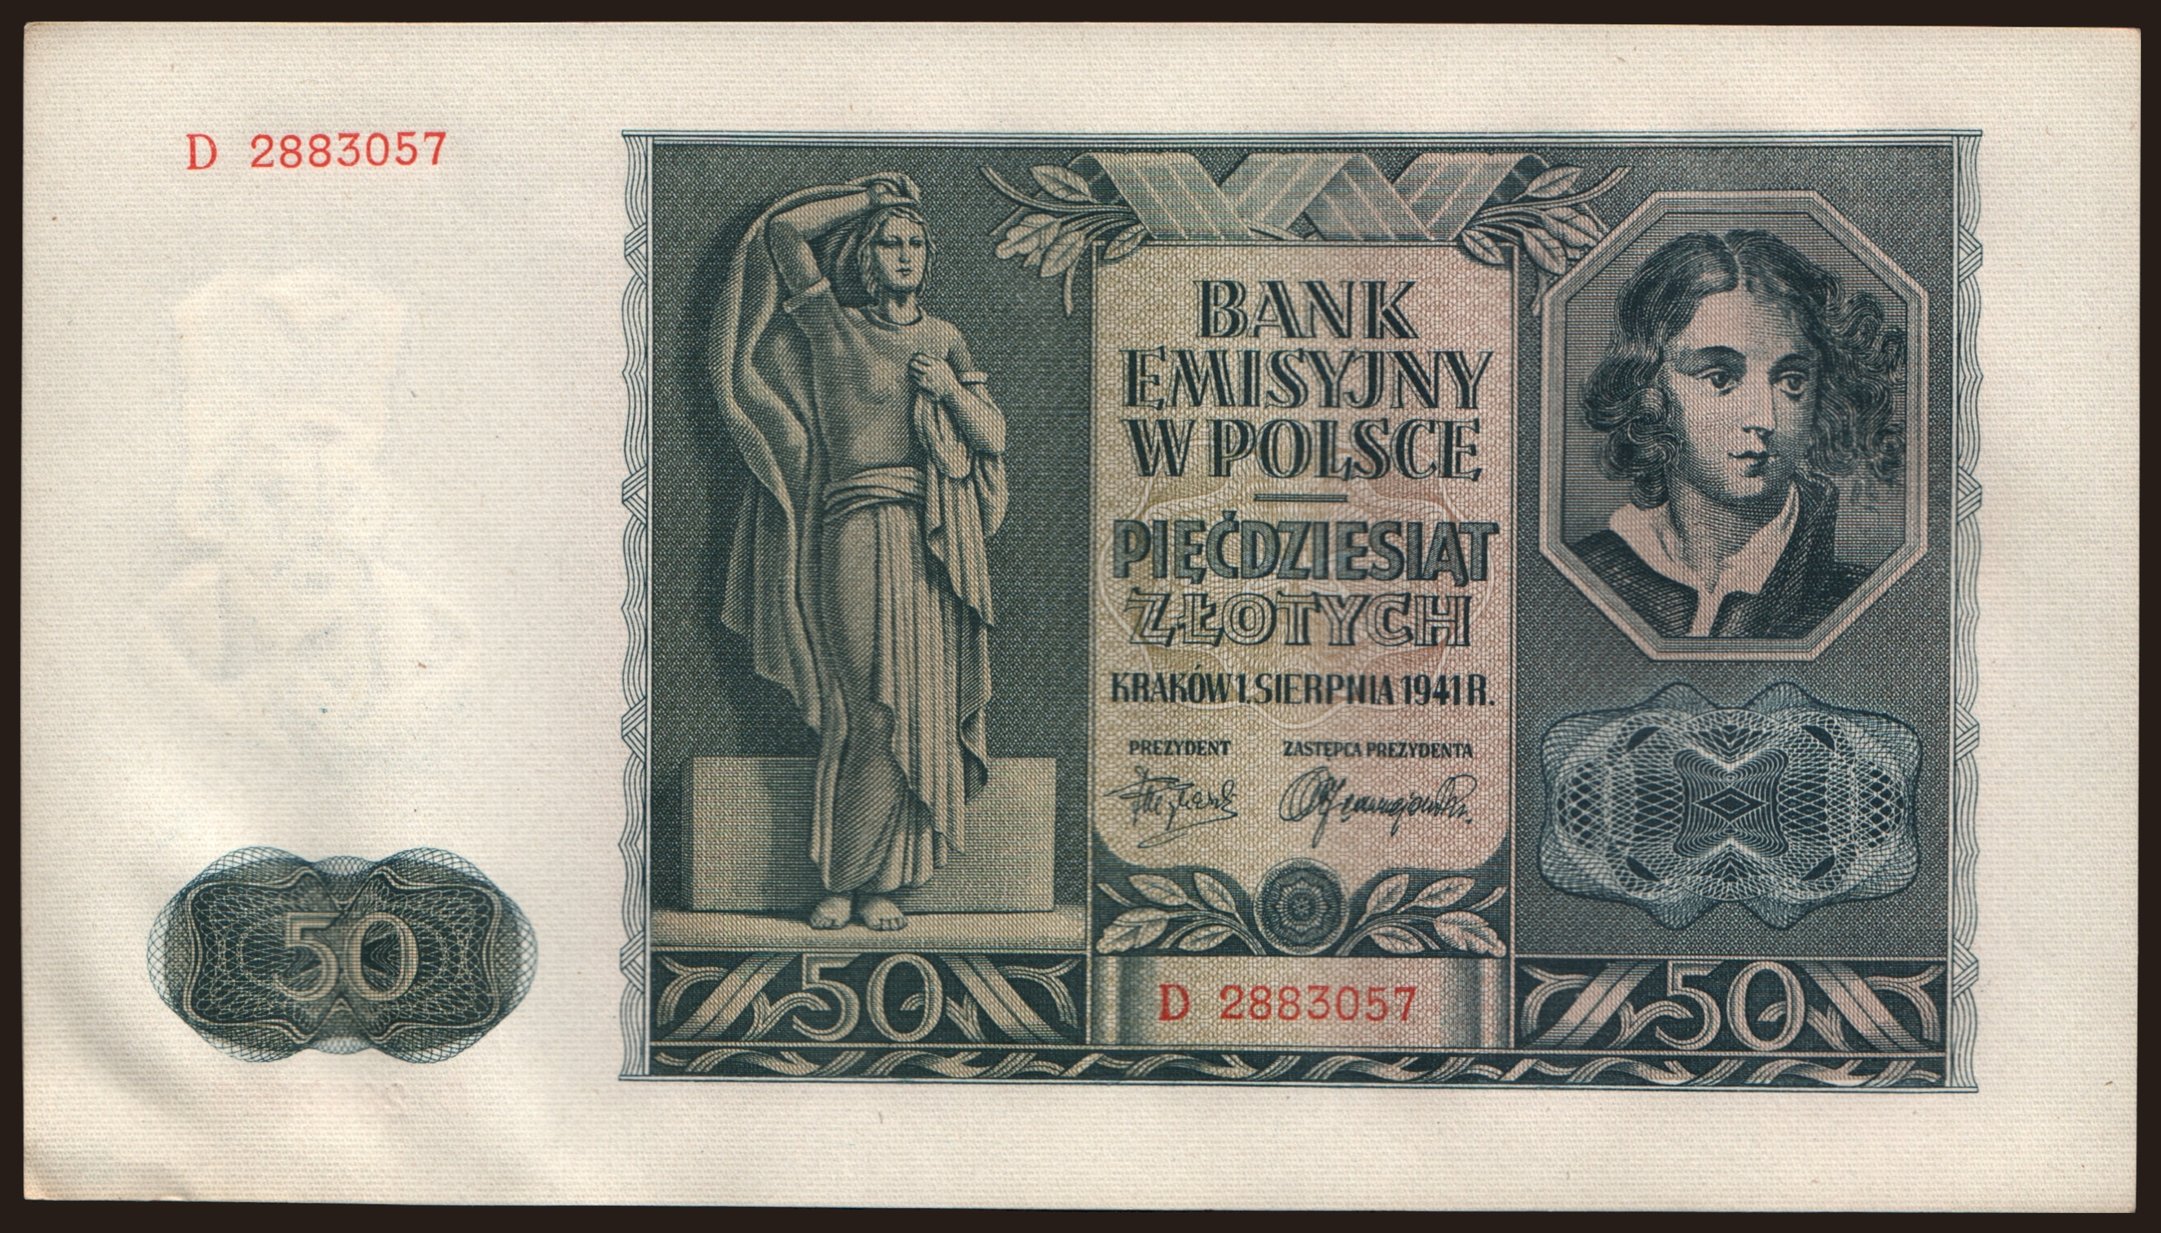 D 2883057
BANK
EMISYJNY
W POLSCE
PIĘĆDZIESIĄT
ZŁOTYCH
KRAKÓW 1. SIERPNIA 1941 R.
PREZYDENT ZASTĘPCA PREZYDENTA
50
50
D 2883057
50